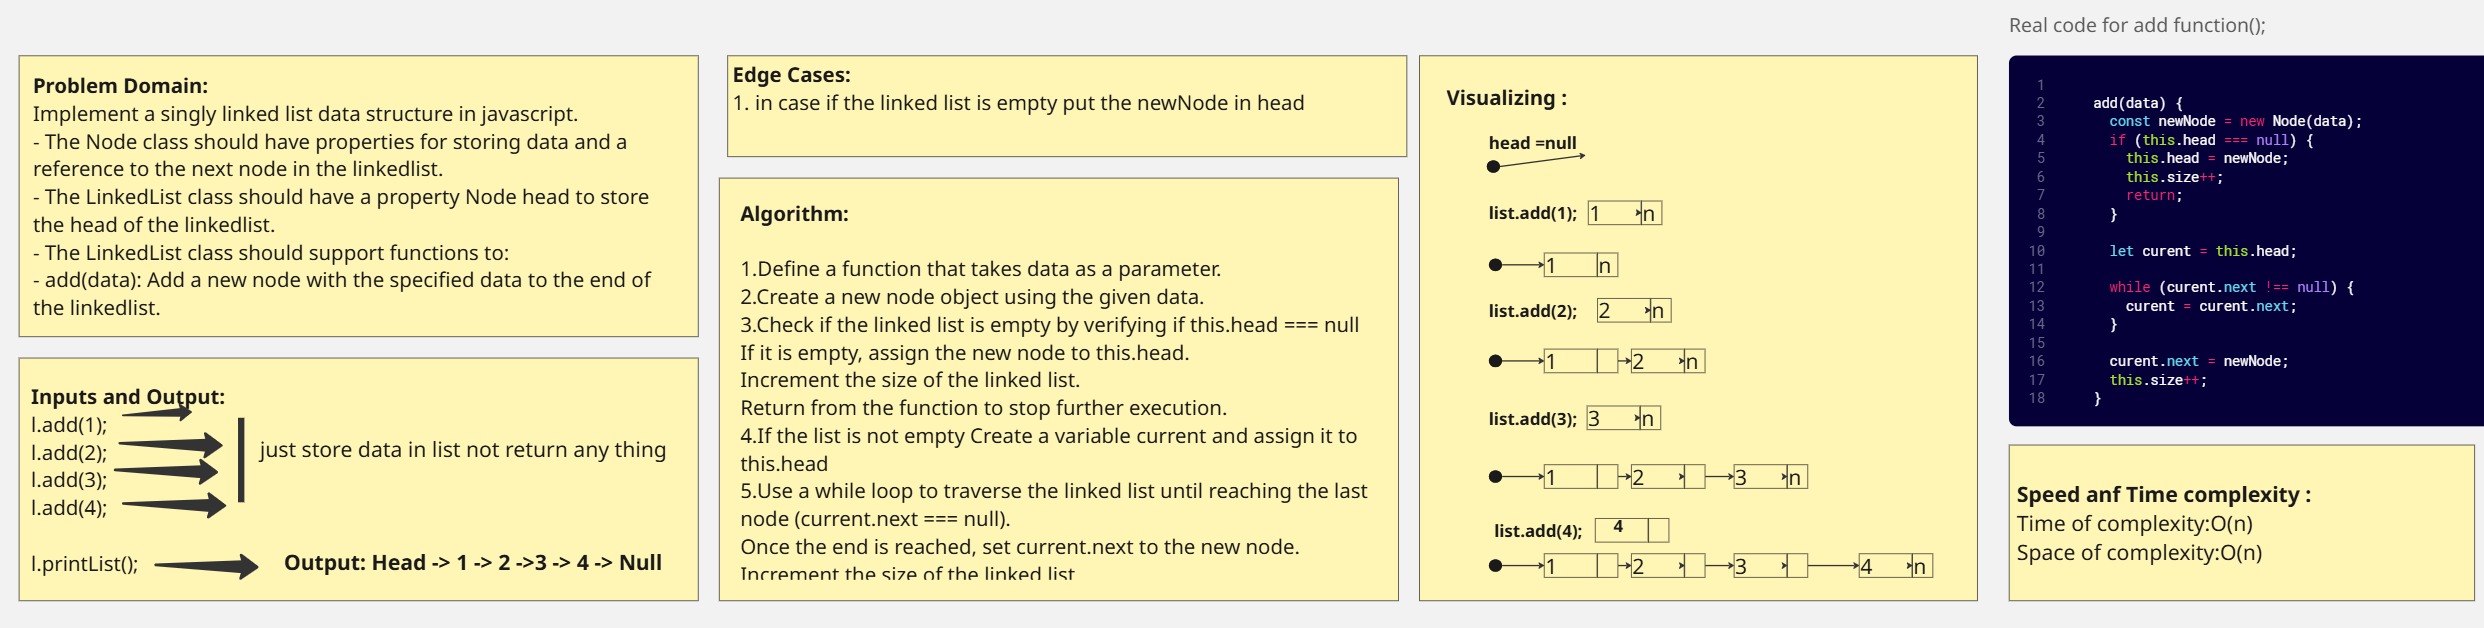 Real code for add function();
Problem Domain:
Implement a singly linked list data structure in javascript.
- The Node class should have properties for storing data and a
reference to the next node in the linkedlist.
- The LinkedList class should have a property Node head to store
the head of the linkedlist.
- The LinkedList class should support functions to:
- add(data): Add a new node with the specified data to the end of
the linkedlist.
Inputs and Output:
l.add(1);
l.add(2);
l.add(3);
l.add(4);
just store data in list not return any thing
l.printList();
Output: Head -> 1 -> 2 ->3 -> 4 -> Null
Edge Cases:
1. in case if the linked list is empty put the newNode in head
Algorithm:
1.Define a function that takes data as a parameter.
2.Create a new node object using the given data.
3.Check if the linked list is empty by verifying if this.head === null
If it is empty, assign the new node to this.head.
Increment the size of the linked list.
Return from the function to stop further execution.
4.If the list is not empty Create a variable current and assign it to
this.head
5.Use a while loop to traverse the linked list until reaching the last
node (current.next === null).
Once the end is reached, set current.next to the new node.
Increment the size of the linked list
Visualizing :
head =null
list.add(1); 1 n
1 n
list.add(2); 2 n
1 2 n
list.add(3); 3 n
1 2 3 n
list.add(4); 4
1 2 3 4 n
1
2 add(data) {
3 const newNode = new Node(data);
4 if (this.head === null) {
5 this.head = newNode;
6 this.size++;
7 return;
8 }
9
10 let curent = this.head;
11
12 while (curent.next !== null) {
13 curent = curent.next;
14 }
15
16 curent.next = newNode;
17 this.size++;
18 }
Speed anf Time complexity :
Time of complexity:O(n)
Space of complexity:O(n)